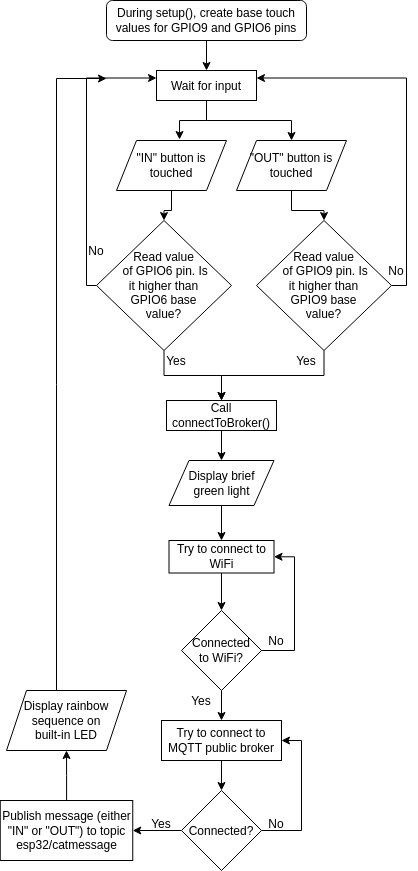 During setup(), create base touch
values for GPIO9 and GPIO6 pins
Wait for input
"IN" button is
touched
"OUT" button is
touched
Read value
of GPIO6 pin. Is
it higher than
GPIO6 base
value?
No
Read value
of GPIO9 pin. Is
it higher than
GPIO9 base
value?
No
Yes
Yes
Call
connectToBroker()
Display brief
green light
Try to connect to
WiFi
Connected
to WiFi?
No
Yes
Try to connect to
MQTT public broker
Connected?
No
Yes
Publish message (either
"IN" or "OUT") to topic
esp32/catmessage
Display rainbow
sequence on
built-in LED